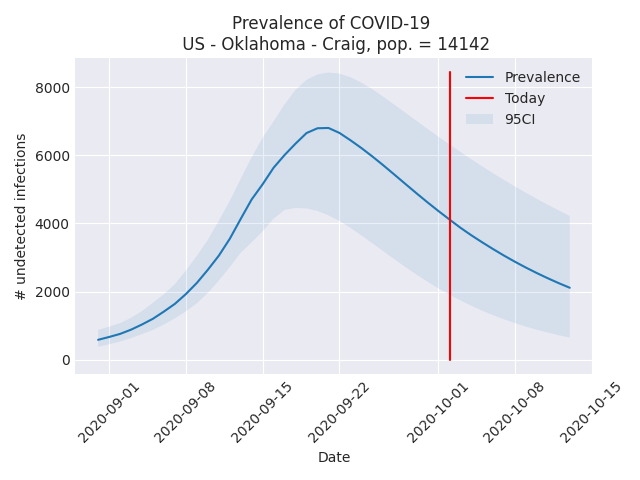 Prevalence of COVID-19
US - Oklahoma - Craig, pop. = 14142
Prevalence
Today
95CI
# undetected infections
8000
6000
4000
2000
0
2020-09-01
2020-09-08
2020-09-15
2020-09-22
2020-10-01
2020-10-08
2020-10-15
Date